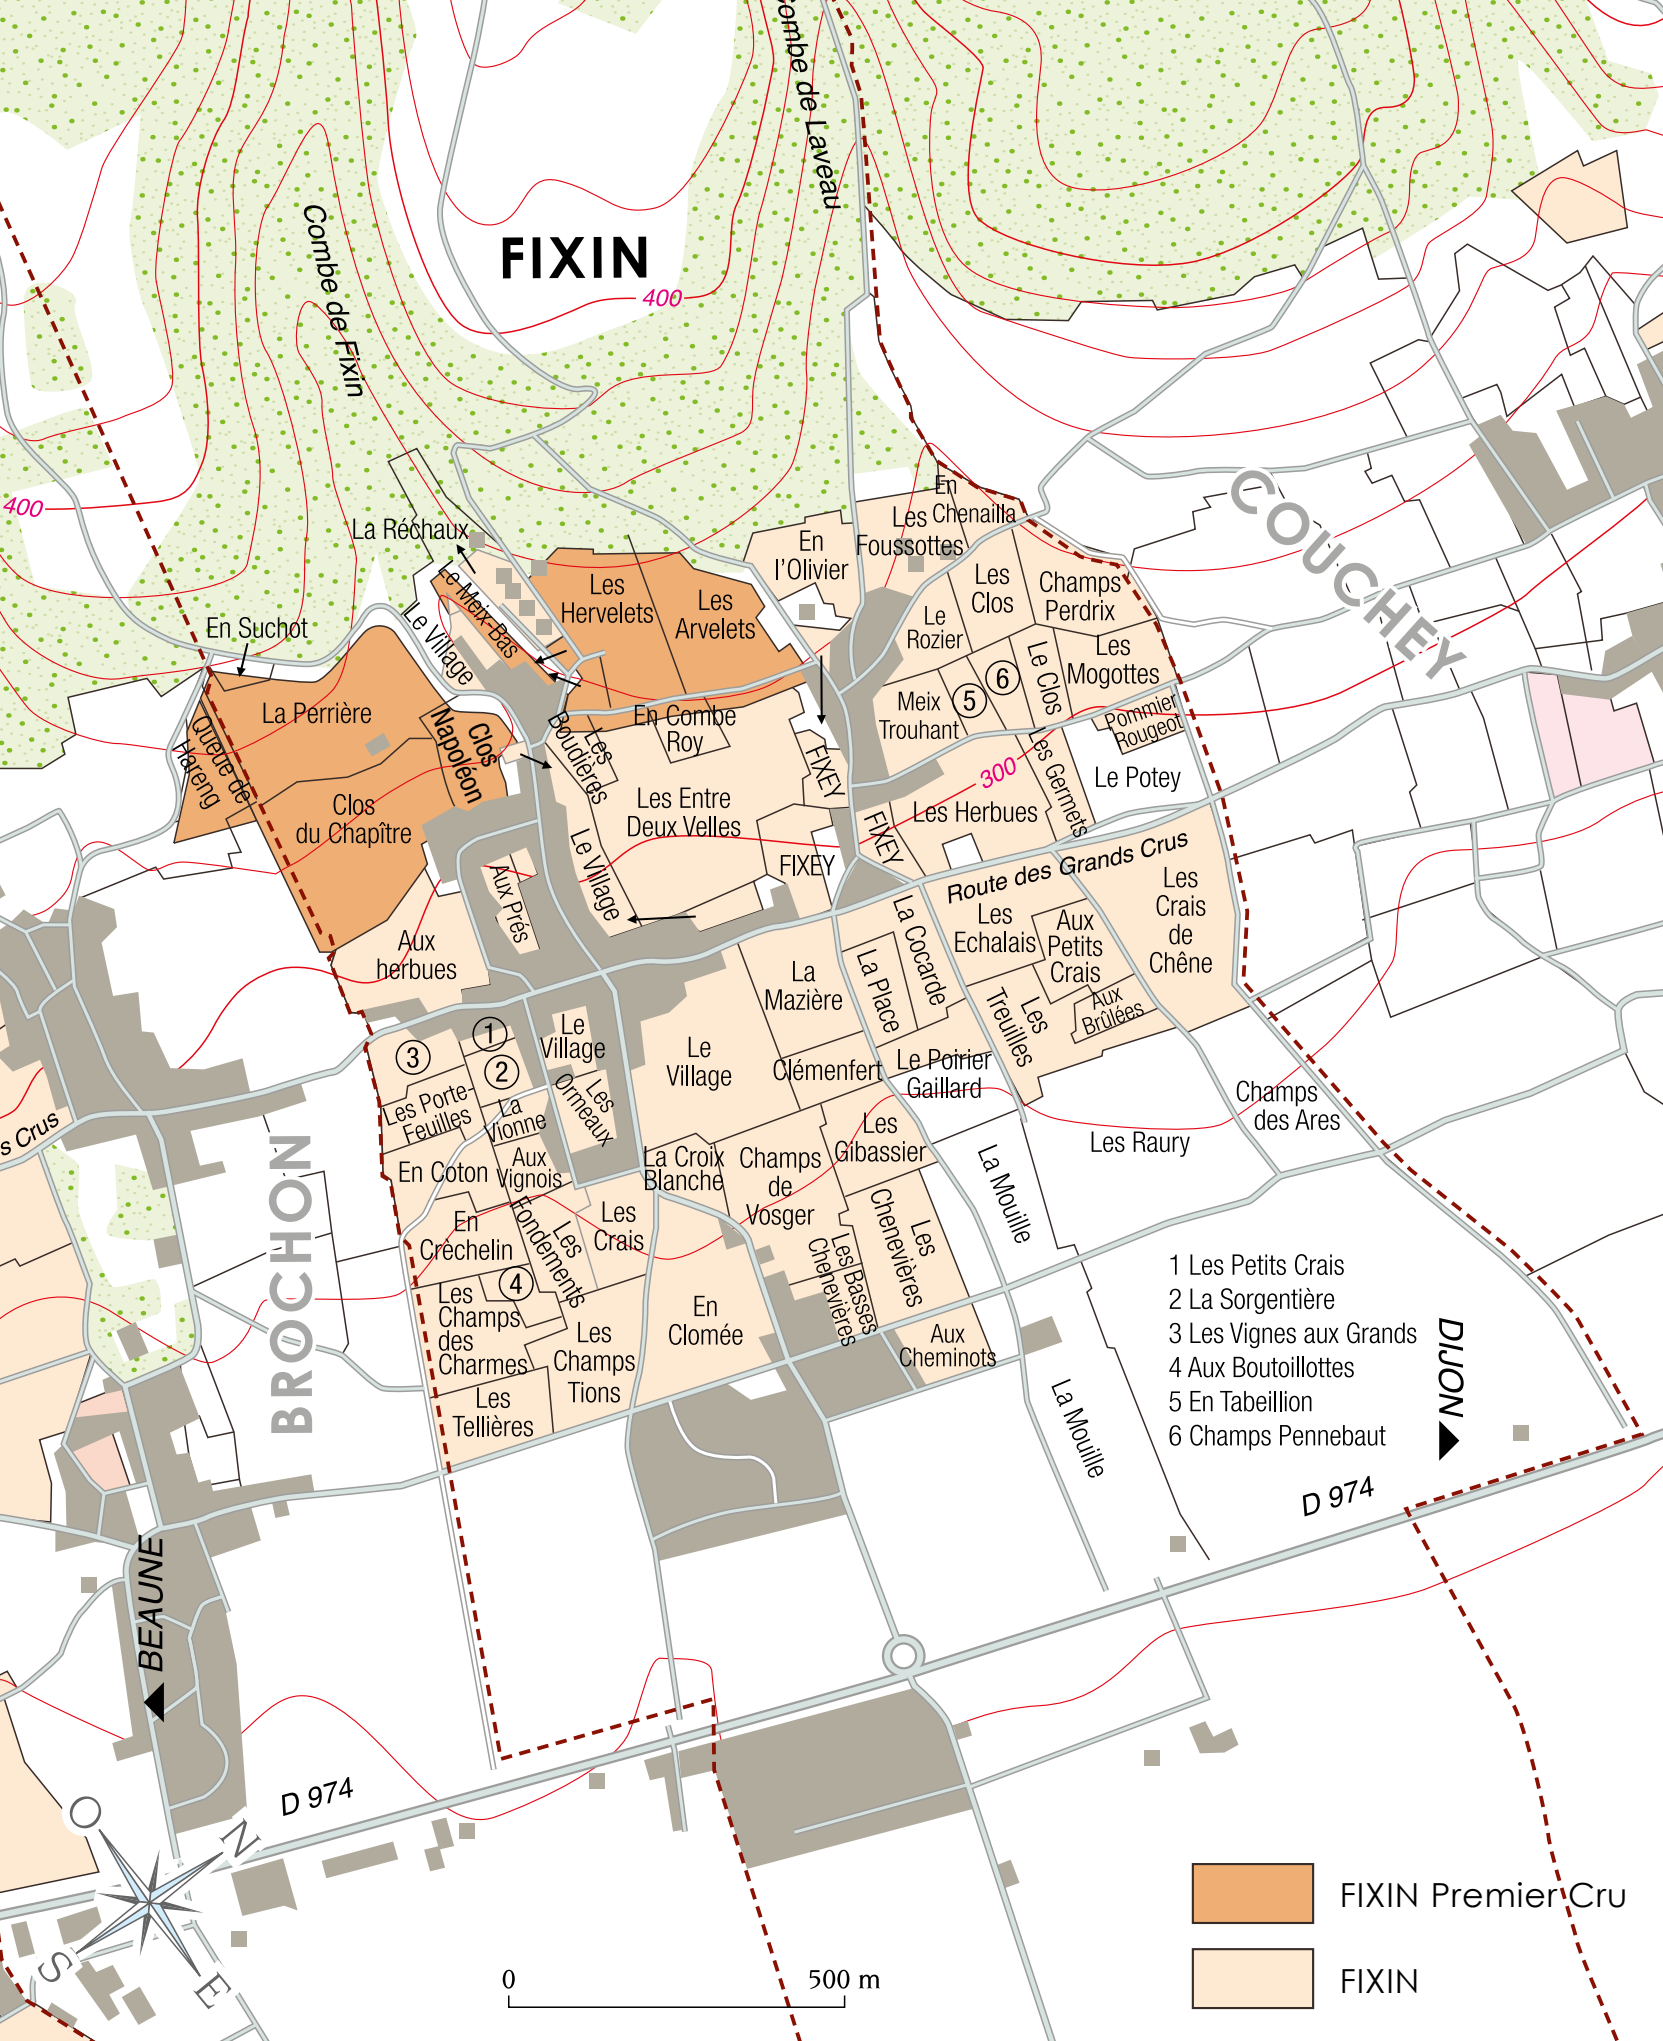 Combe de Laveau
Combe de Fixin
FIXIN
400
400
COUCHEY
La Réchaux
En
Chenailla
Les
Foussottes
En
l'Olivier
Le Meix-Bas
Les
Hervelets
Les
Arvelets
Les
Clos
Champs
Perdrix
Le
Rozier
Le Village
En Suchot
Les
Mogottes
Le Clos
6
5
Meix
Trouhant
Pommier
Rougeot
La Perrière
Queue de
Hareng
Clos
Napoléon
Les
Boudières
En Combe
Roy
FIXEY
300
Les Germets
Le Potey
Clos
du Chapître
Les Entre
Deux Velles
Les Herbues
FIXEY
FIXEY
Route des Grands Crus
Le Village
Aux Prés
Aux
herbues
La Mazière
La Place
La Cocarde
Les
Echalais
Aux
Petits
Crais
Les
Crais
de
Chêne
Aux
Brûlées
Les
Treuilles
1
2
3
Le
Village
Le
Village
Clémenfert
Le Poirier
Gaillard
Les Porte-
Feuilles
La
Vionne
Les
Ormeaux
Champs
des Ares
Les Raury
s Crus
BROCHON
En Coton
Aux
Vignois
La Croix
Blanche
Champs
de
Vosger
Les
Gibassier
La Mouille
En
Créchelin
Les
Fondements
Les
Crais
Les Basses
Chenevières
Les
Chenevières
4
Les
Champs
des
Charmes
Les
Champs
Tions
En
Clomée
Aux
Cheminots
Les
Tellières
La Mouille
1 Les Petits Crais
2 La Sorgentière
3 Les Vignes aux Grands
4 Aux Boutoillottes
5 En Tabeillion
6 Champs Pennebaut
DIJON
D 974
BEAUNE
D 974
O
N
S
E
0
500 m
FIXIN Premier Cru
FIXIN